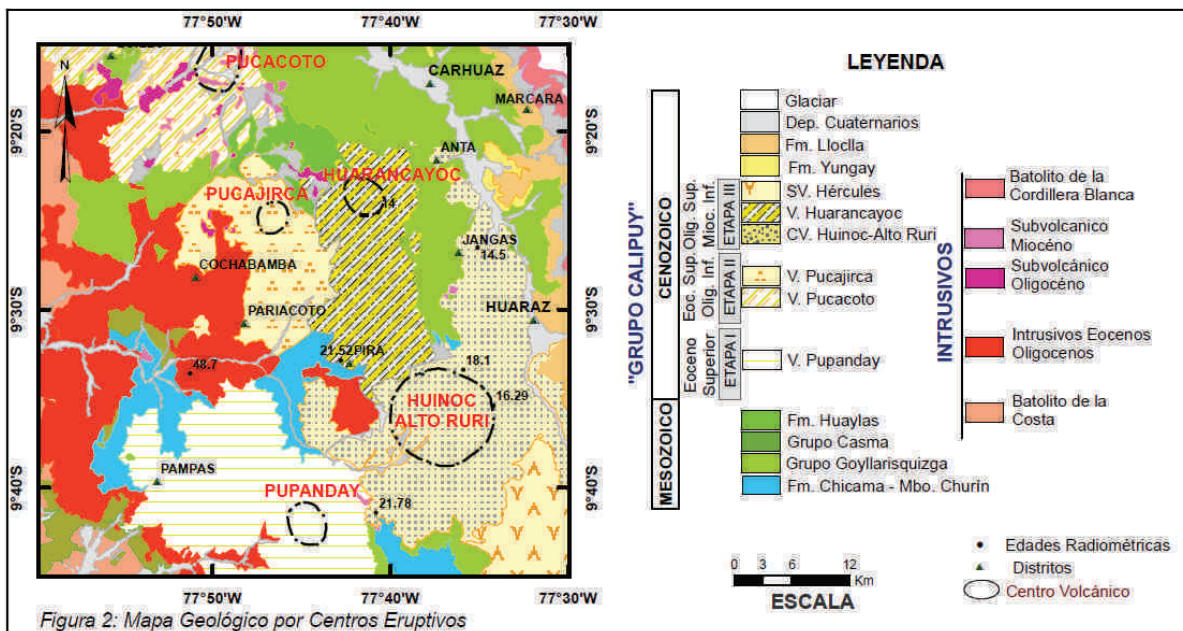 77°50'W 77°40'W 77°30'W
N
PUCACOTO
CARHUAZ
MARCARA
9°20'S 9°20'S
ANTA
HUARANCAYOC
PUCAJIRCA
14
JANGAS
14.5
COCHABAMBA
HUARAZ
9°30'S 9°30'S
PARIACOTO
21.52 PIRA
18.1
48.7
16.29
HUINOC
ALTO RURI
9°40'S 9°40'S
PAMPAS
PUPANDAY
21.78
77°50'W 77°40'W 77°30'W
Figura 2: Mapa Geológico por Centros Eruptivos
LEYENDA
"GRUPO CALIPUY"
CENOZOICO
MESOZOICO
Olig. Sup.
Mioc. Inf.
ETAPA III
Eoc. Sup.
Olig. Inf.
ETAPA II
Eoceno
Superior
ETAPA I
Glaciar
Dep. Cuaternarios
Fm. Lloclla
Fm. Yungay
SV. Hércules
V. Huarancayoc
CV. Huinoc-Alto Ruri
V. Pucajirca
V. Pucacoto
V. Pupanday
Fm. Huaylas
Grupo Casma
Grupo Goyllarisquizga
Fm. Chicama - Mbo. Churin
INTRUSIVOS
Batolito de la
Cordillera Blanca
Subvolcanico
Miocéno
Subvolcánico
Oligocéno
Intrusivos Eocenos
Oligocenos
Batolito de la
Costa
0 3 6 12
Km
ESCALA
Edades Radiométricas
Distritos
Centro Volcánico